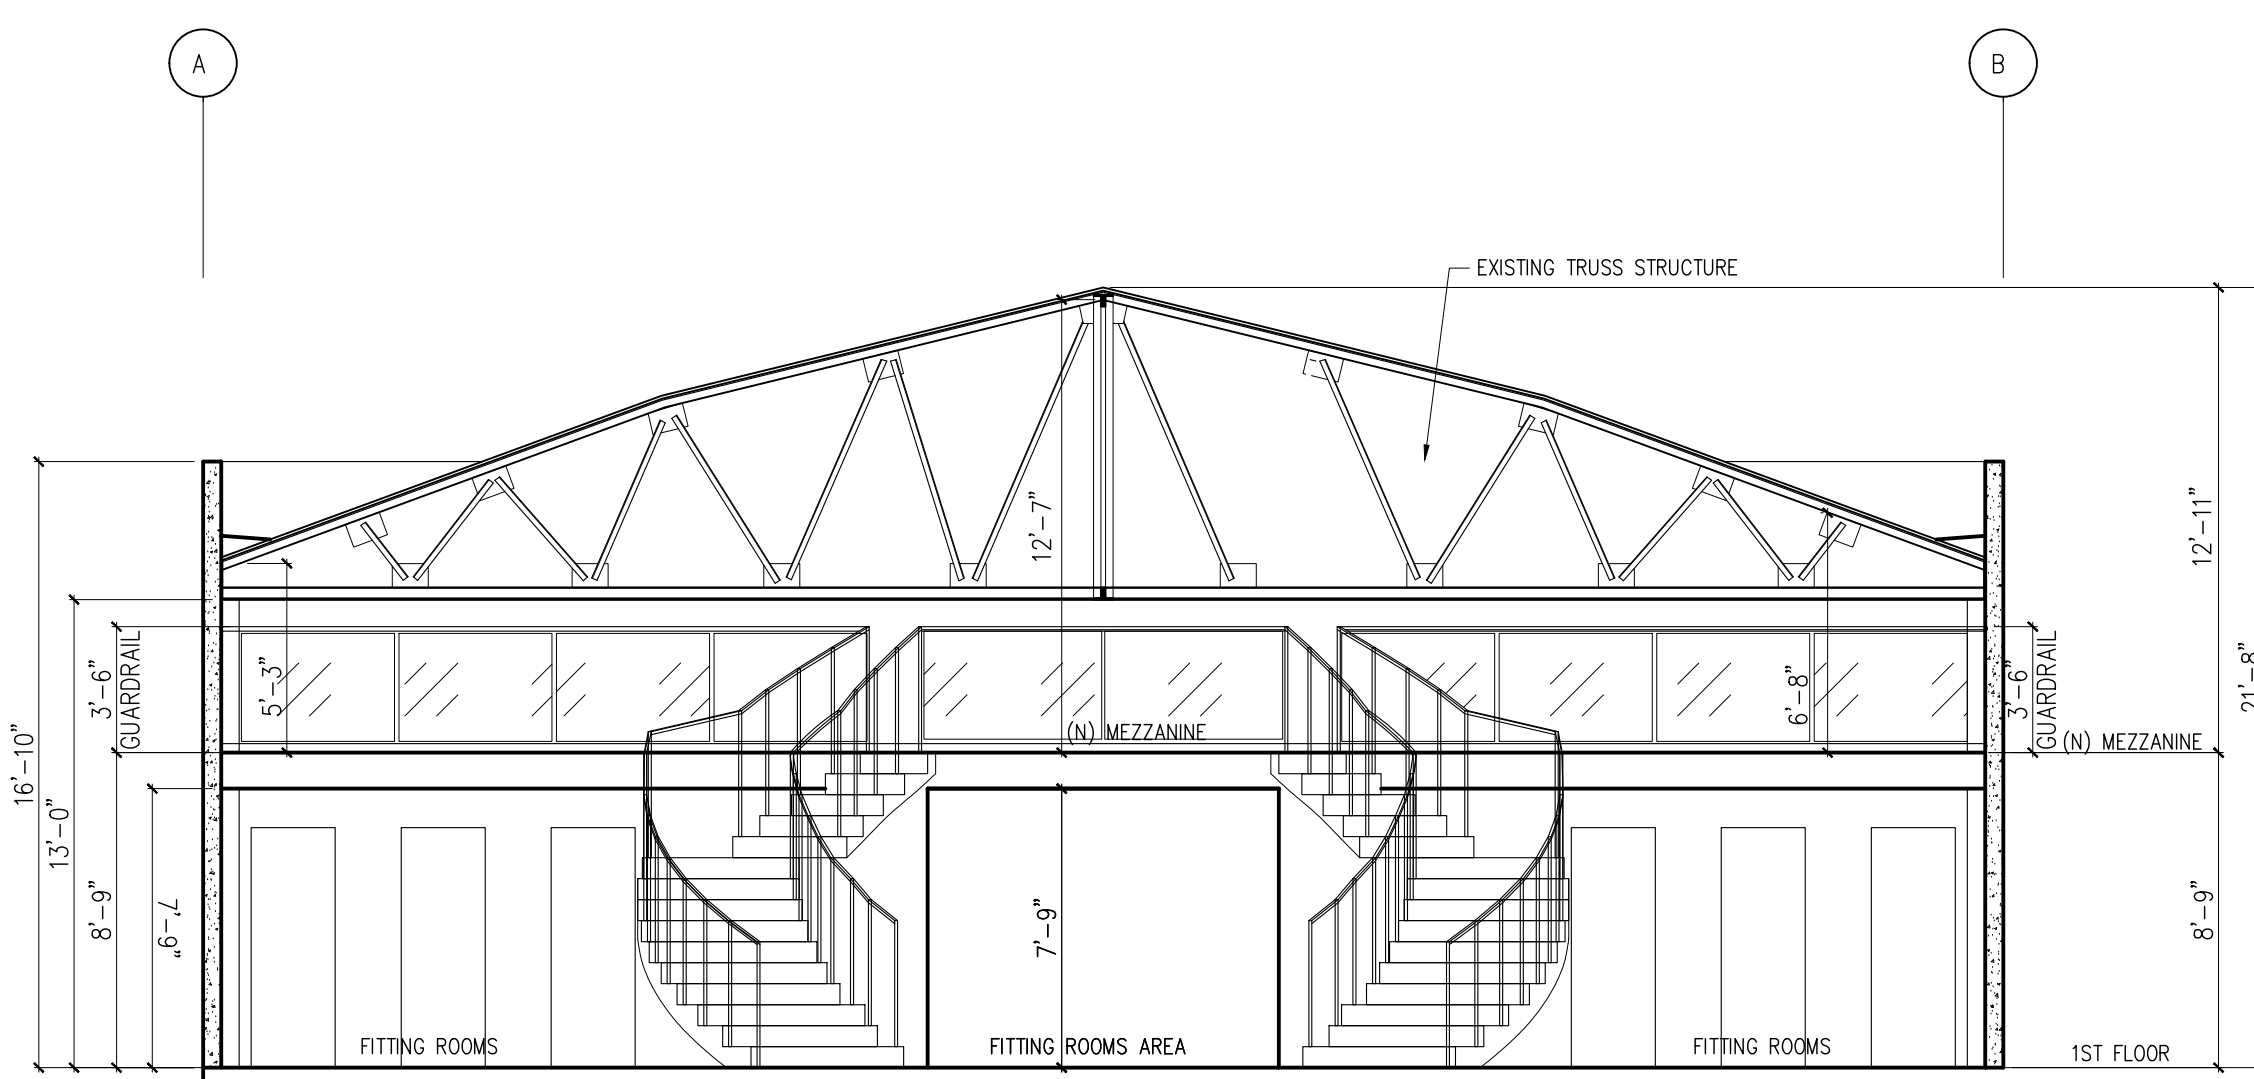 A
B
EXISTING TRUSS STRUCTURE
12'-7"
12'-11"
16'-10"
13'-0"
3'-6"
GUARDRAIL
5'-3"
6'-8"
3'-6"
GUARDRAIL
21'-8"
(N) MEZZANINE
(N) MEZZANINE
8'-9"
7'-9"
7'-9"
8'-9"
FITTING ROOMS
FITTING ROOMS AREA
FITTING ROOMS
1ST FLOOR